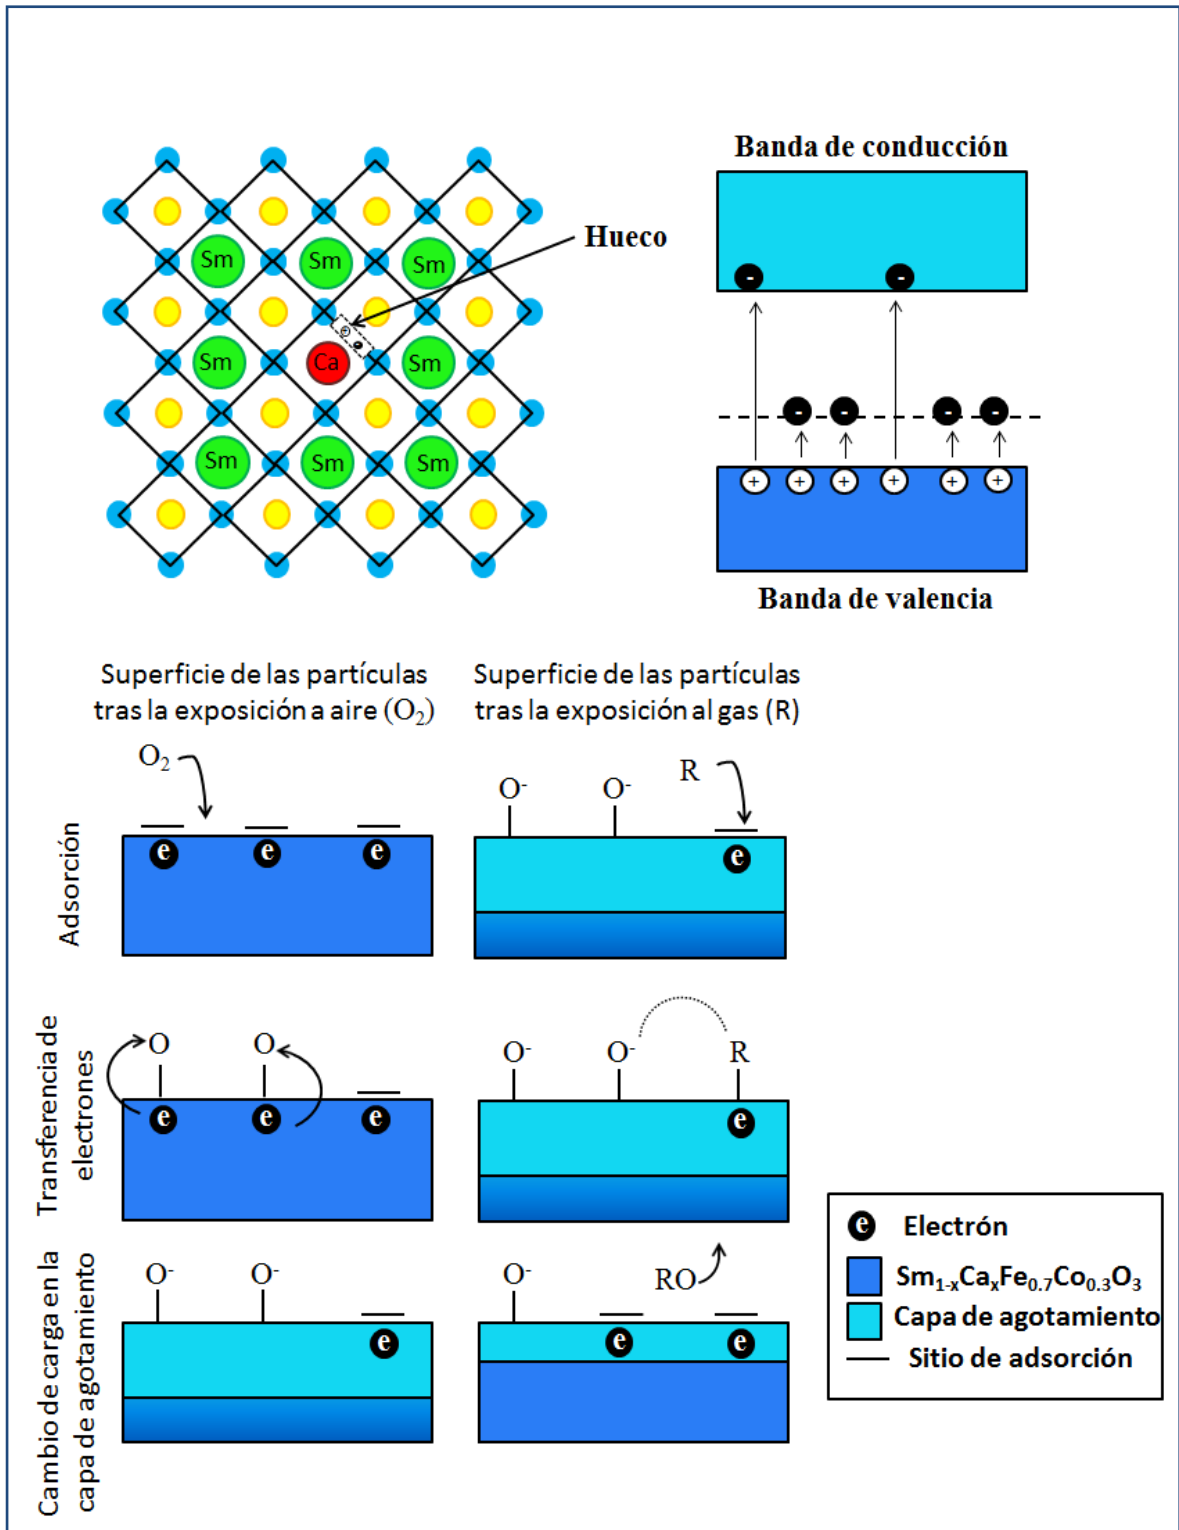 Banda de conducción
Hueco
Sm Sm Sm
Sm Ca Sm
Sm Sm Sm
+
- -
- - - -
+ + + + + +
Banda de valencia
Superficie de las partículas
tras la exposición a aire (O₂)
Superficie de las partículas
tras la exposición al gas (R)
Adsorción
O₂
e e e
O⁻ O⁻ R
e
Transferencia de
electrones
O O
e e e
O⁻ O⁻ R
e
Cambio de carga en la
capa de agotamiento
O⁻ O⁻
e
O⁻ RO
e e
e Electrón
Sm₁₋ₓCaₓFe₀.₇Co₀.₃O₃
Capa de agotamiento
Sitio de adsorción